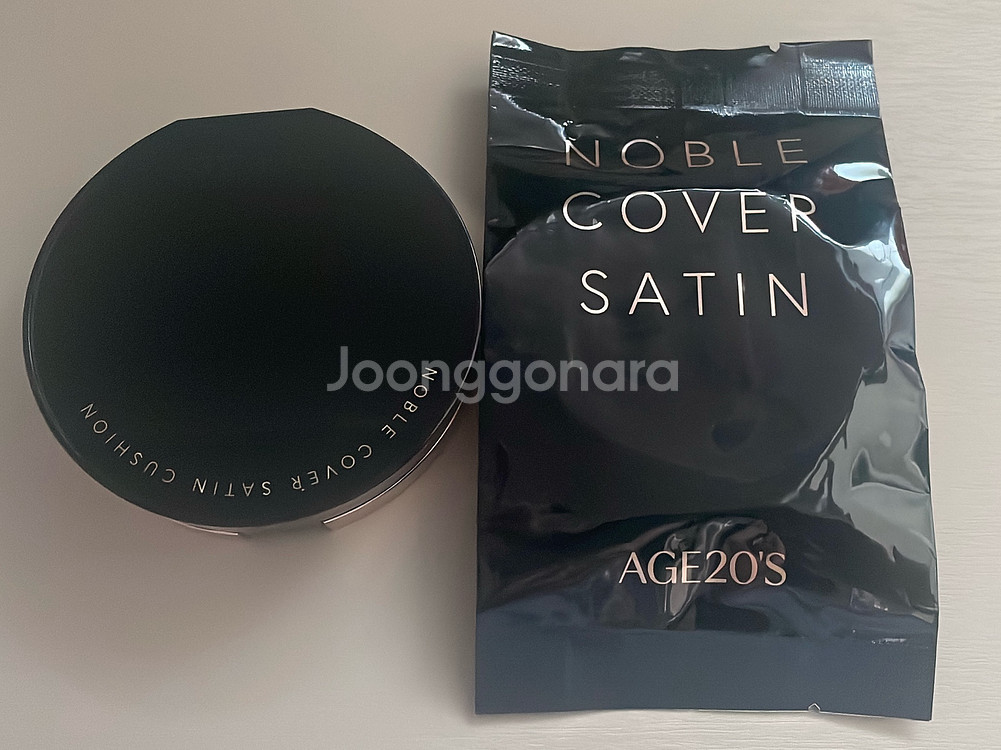 NOBLE
COVER
SATIN
Joonggonara
NOBLE COVER SATIN CUSHION
AGE20'S